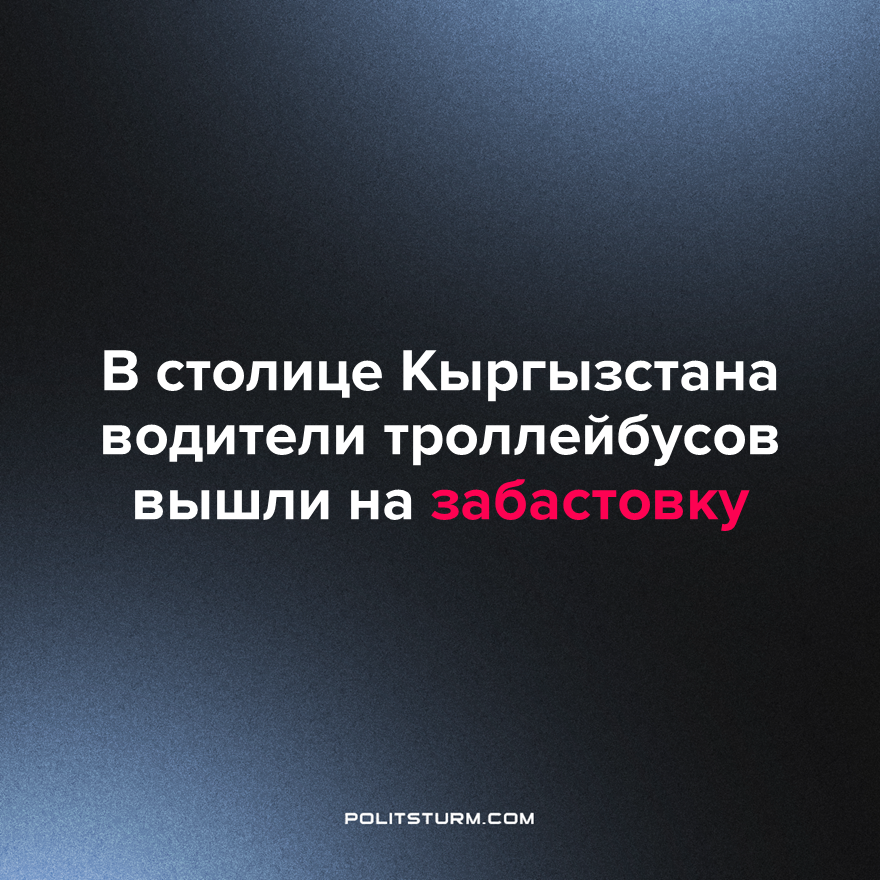 В столице Кыргызстана
водители троллейбусов
вышли на забастовку
POLITSTURM.COM